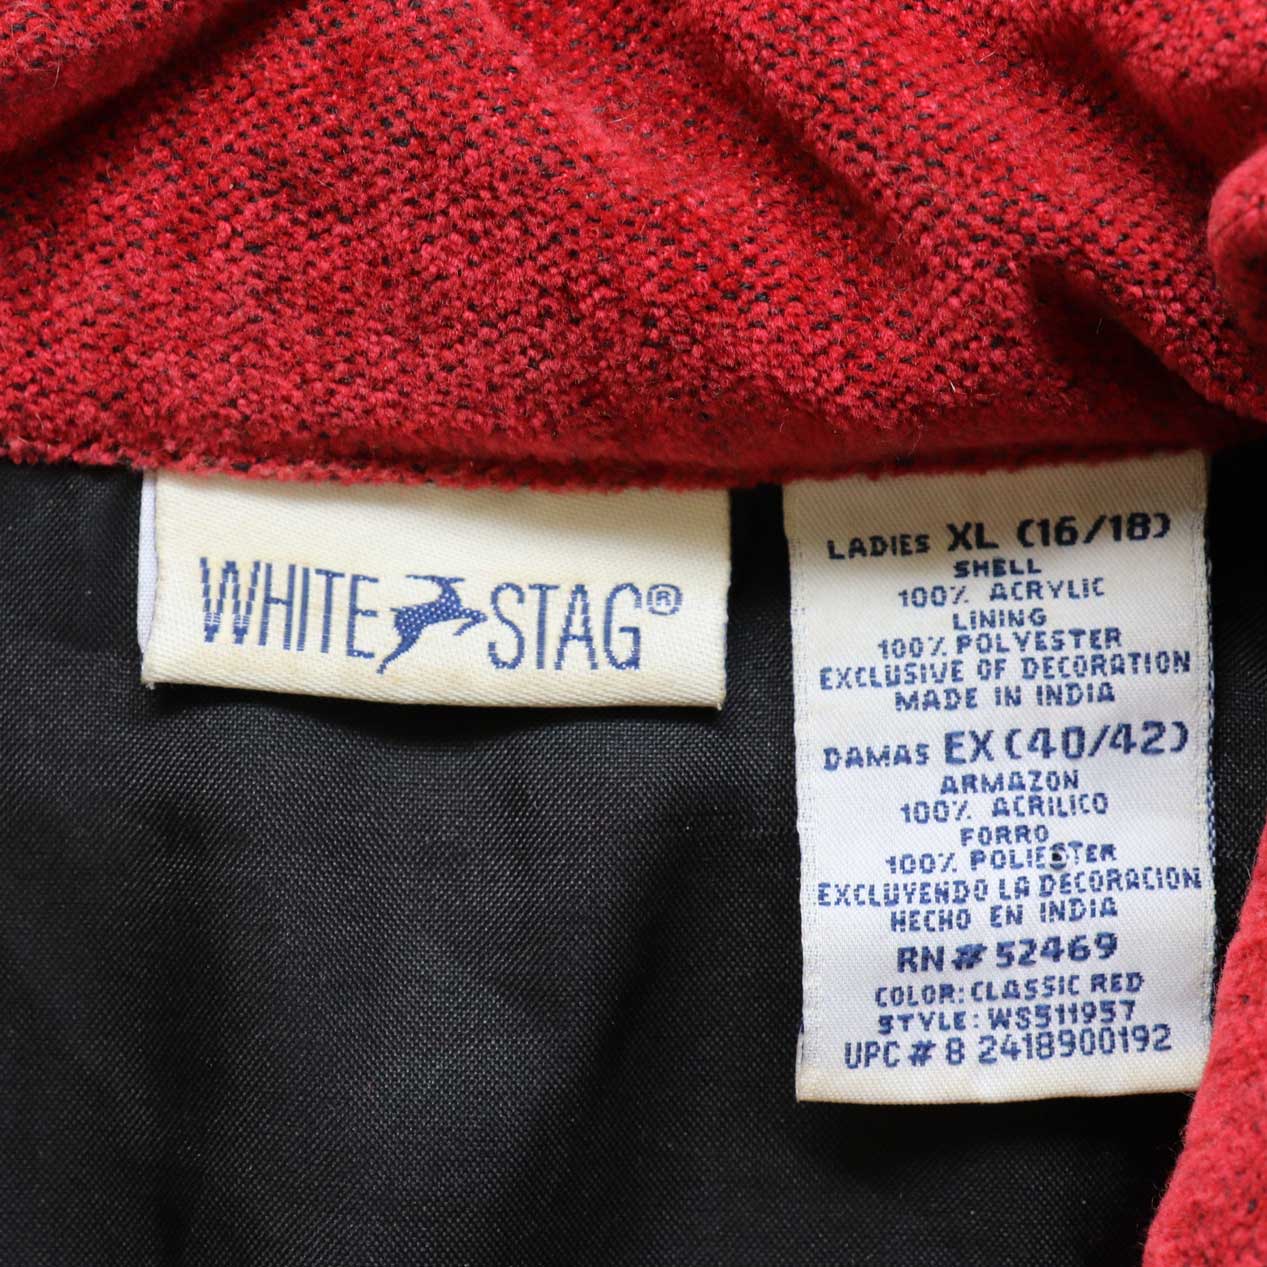 WHITE STAG®
LADIES XL (16/18)
SHELL
100% ACRYLIC
LINING
100% POLYESTER
EXCLUSIVE OF DECORATION
MADE IN INDIA
DAMAS EX (40/42)
ARMAZON
100% ACRILICO
FORRO
100% POLIESTER
EXCLUYENDO LA DECORACION
HECHO EN INDIA
RN # 52469
COLOR: CLASSIC RED
STYLE: WS511957
UPC # 8 2418900192